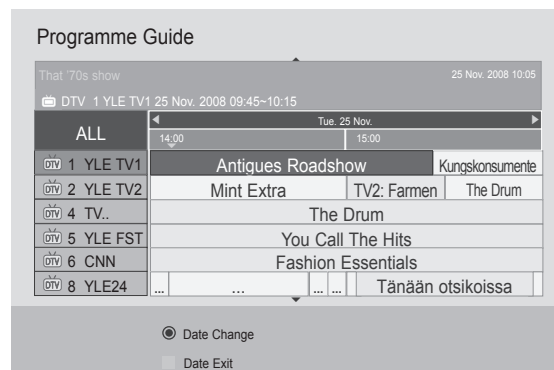 Programme Guide
That '70s show 25 Nov. 2008 10:05
DTV 1 YLE TV1 25 Nov. 2008 09:45~10:15
ALL
Tue. 25 Nov.
14:00 15:00
DTV 1 YLE TV1 Antigues Roadshow Kungskonsumente
DTV 2 YLE TV2 Mint Extra TV2: Farmen The Drum
DTV 4 TV.. The Drum
DTV 5 YLE FST You Call The Hits
DTV 6 CNN Fashion Essentials
DTV 8 YLE24 ... ... ... ... Tänään otsikoissa
Date Change
Date Exit